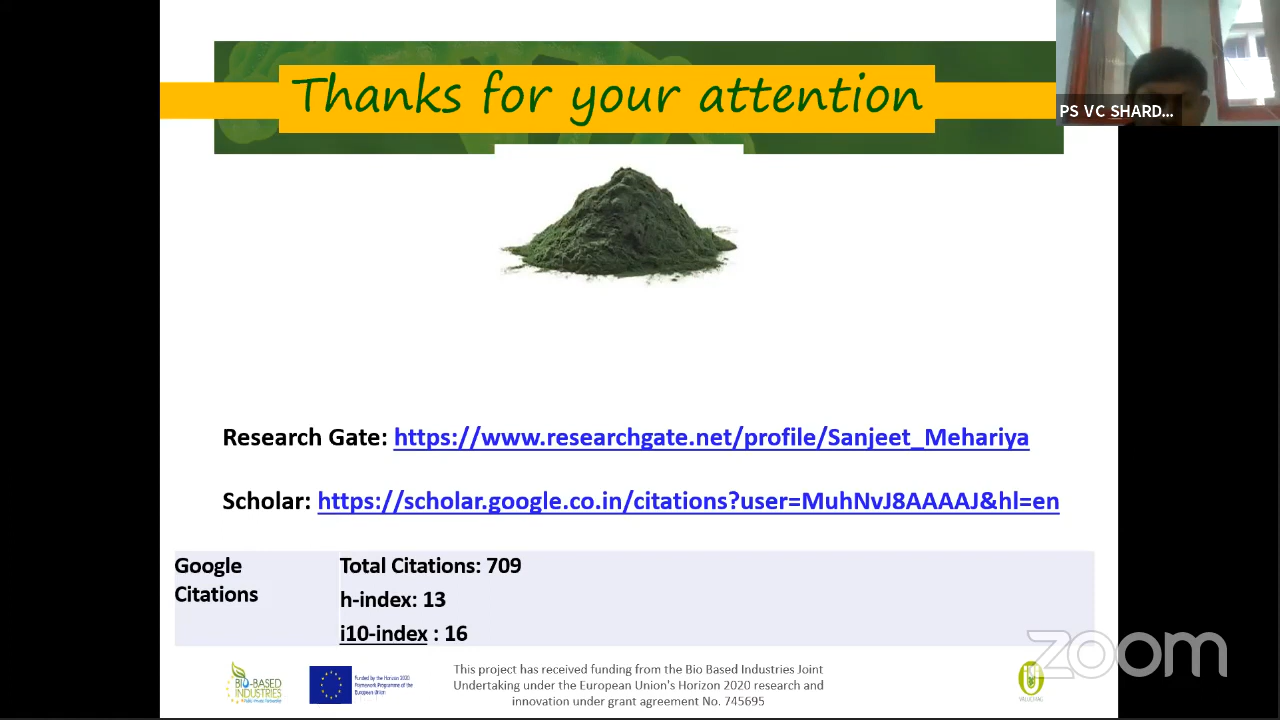 Thanks for your attention
PS VC SHARD...
Research Gate: https://www.researchgate.net/profile/Sanjeet_Mehariya
Scholar: https://scholar.google.co.in/citations?user=MuhNvJ8AAAAJ&hl=en
Google
Citations
Total Citations: 709
h-index: 13
i10-index : 16
zoom
BIO-BASED
INDUSTRIES
Public-Private Partnership
Funded by the Horizon 2020
Framework Programme of the
European Union
This project has received funding from the Bio Based Industries Joint
Undertaking under the European Union's Horizon 2020 research and
innovation under grant agreement No. 745695
VALUEMAG